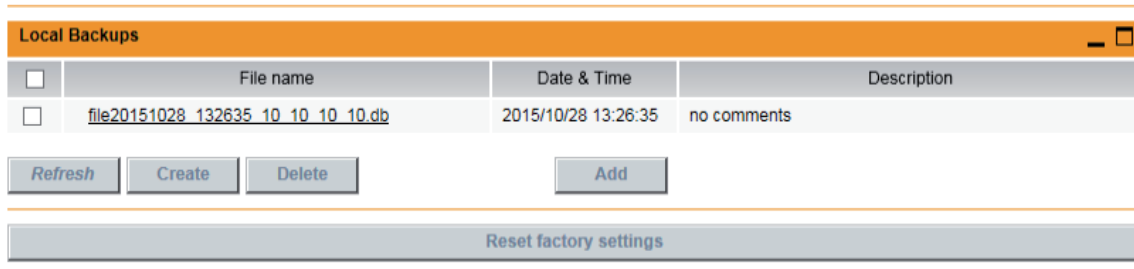 Local Backups
File name Date & Time Description
file20151028_132635_10_10_10_10.db 2015/10/28 13:26:35 no comments
Refresh Create Delete Add
Reset factory settings